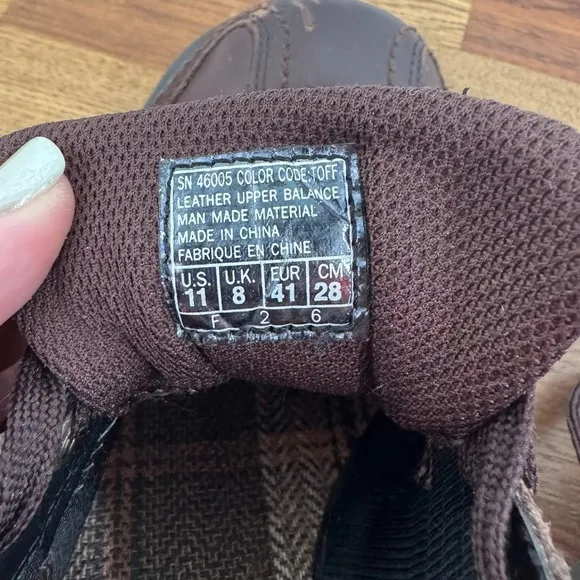 SN 46005 COLOR CODE:TOFF
LEATHER UPPER BALANCE
MAN MADE MATERIAL
MADE IN CHINA
FABRIQUE EN CHINE
U.S. U.K. EUR CM
11 8 41 28
F 2 6